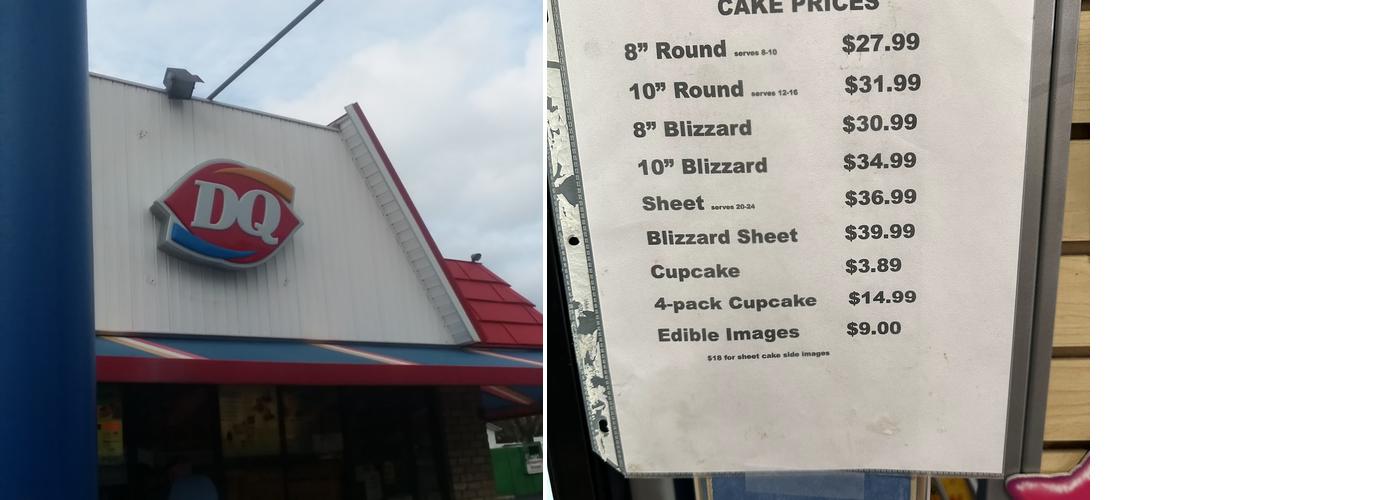 DQ
CAKE PRICES
8” Round serves 8-10 $27.99
10” Round serves 12-16 $31.99
8” Blizzard $30.99
10” Blizzard $34.99
Sheet serves 20-24 $36.99
Blizzard Sheet $39.99
Cupcake $3.89
4-pack Cupcake $14.99
Edible Images $9.00
$18 for sheet cake side images